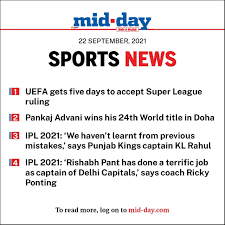 mid-day
22 SEPTEMBER, 2021
SPORTS NEWS
1 UEFA gets five days to accept Super League
ruling
2 Pankaj Advani wins his 24th World title in Doha
3 IPL 2021: ‘We haven't learnt from previous
mistakes,’ says Punjab Kings captain KL Rahul
4 IPL 2021: ‘Rishabh Pant has done a terrific job
as captain of Delhi Capitals,’ says coach Ricky
Ponting
To read more, log on to mid-day.com